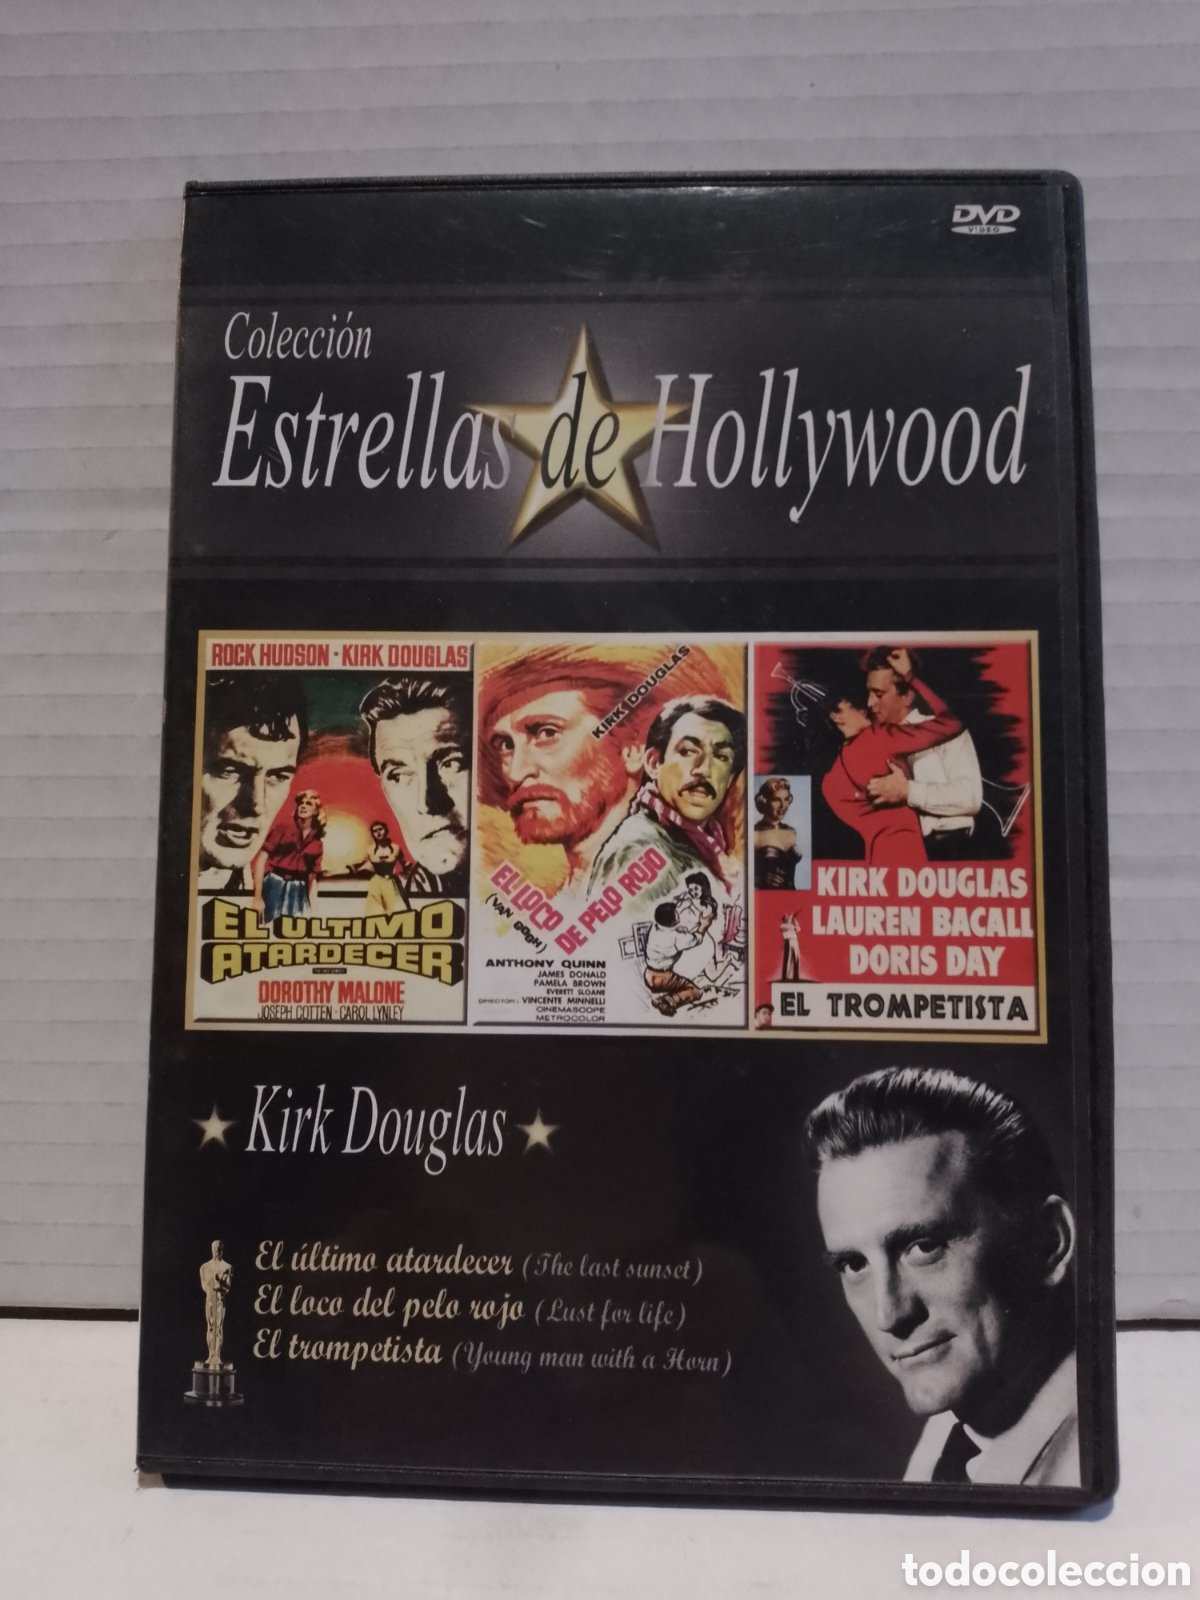 DVD
VIDEO
Colección
Estrellas de Hollywood
ROCK HUDSON · KIRK DOUGLAS
EL ULTIMO
ATARDECER
DOROTHY MALONE
JOSEPH COTTEN · CAROL LYNLEY
KIRK DOUGLAS
EL LOCO
DE PELO ROJO
(VAN GOGH)
ANTHONY QUINN
JAMES DONALD
PAMELA BROWN
EVERETT SLOANE
DIRECTOR: VINCENTE MINNELLI
CINEMASCOPE
METROCOLOR
KIRK DOUGLAS
LAUREN BACALL
DORIS DAY
EL TROMPETISTA
Kirk Douglas
El último atardecer (The last sunset)
El loco del pelo rojo (Lust for life)
El trompetista (Young man with a Horn)
todocoleccion